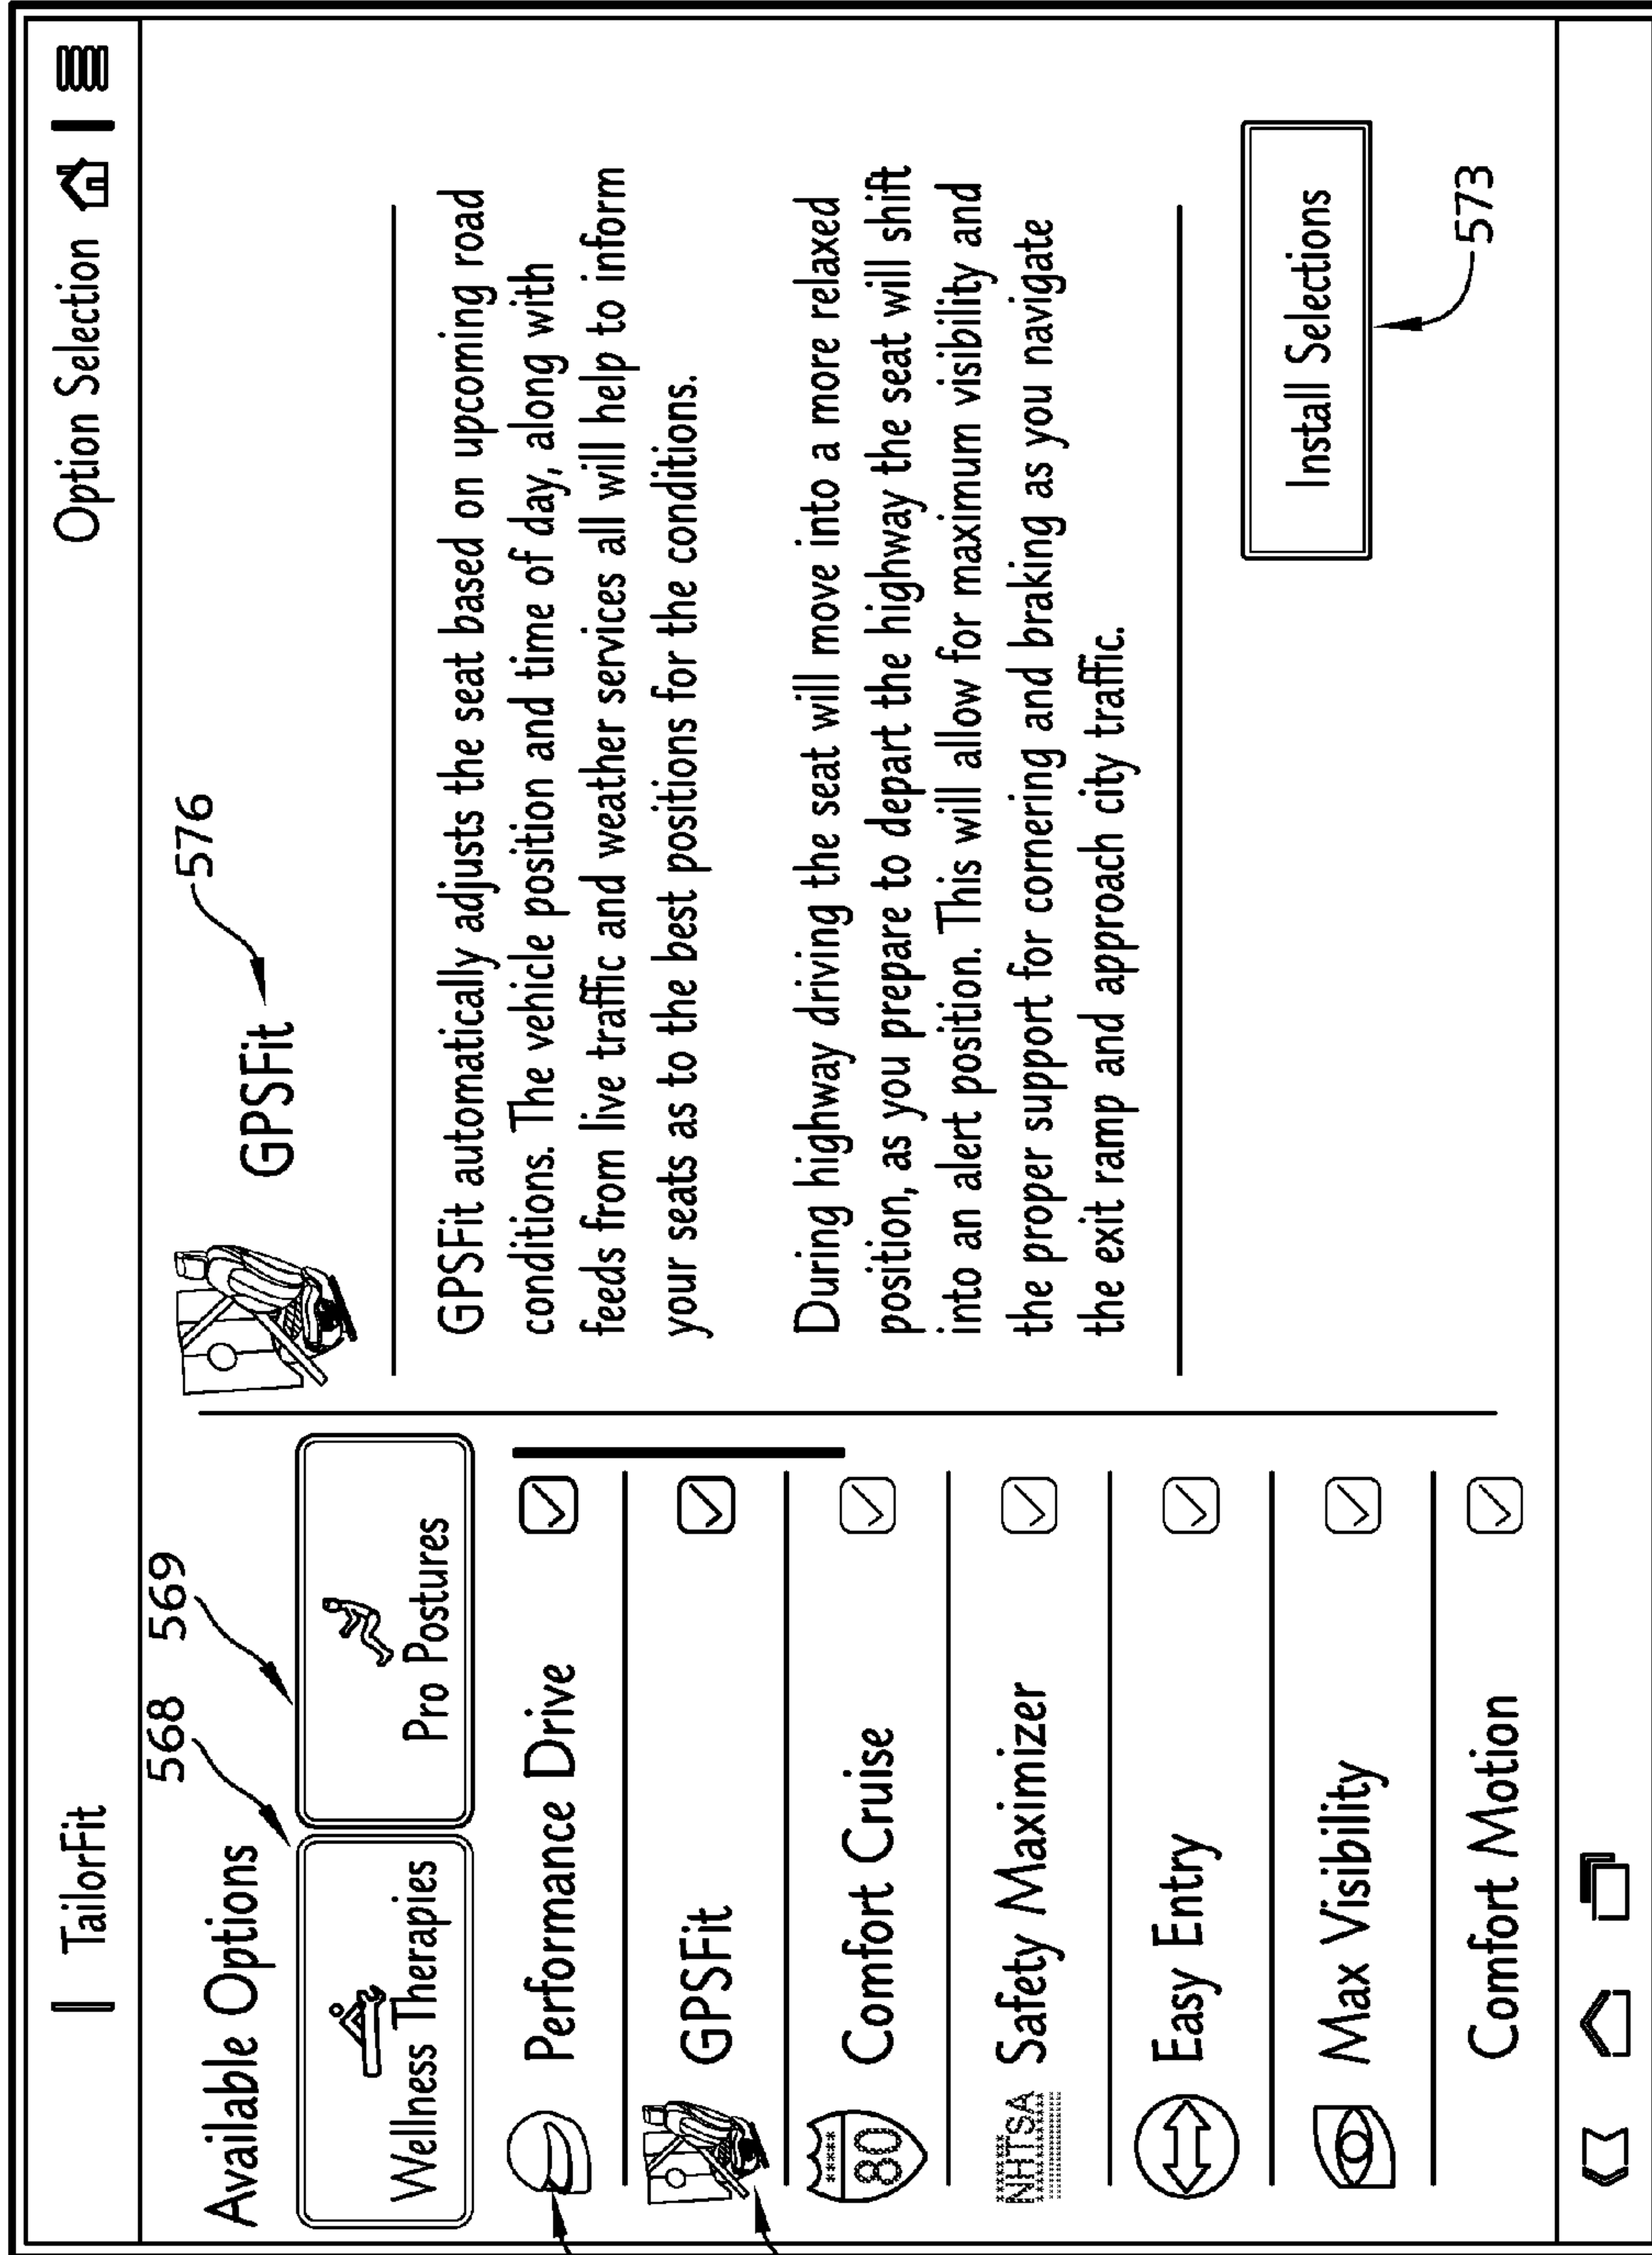 TailorFit
Option Selection
Available Options
568
569
Wellness Therapies
Pro Postures
Performance Drive
GPSFit
80
Comfort Cruise
NHTSA
Safety Maximizer
Easy Entry
Max Visibility
Comfort Motion
GPSFit
576
GPSFit automatically adjusts the seat based on upcoming road
conditions. The vehicle position and time of day, along with
feeds from live traffic and weather services all will help to inform
your seats as to the best positions for the conditions.
During highway driving the seat will move into a more relaxed
position, as you prepare to depart the highway the seat will shift
into an alert position. This will allow for maximum visibility and
the proper support for cornering and braking as you navigate
the exit ramp and approach city traffic.
Install Selections
573